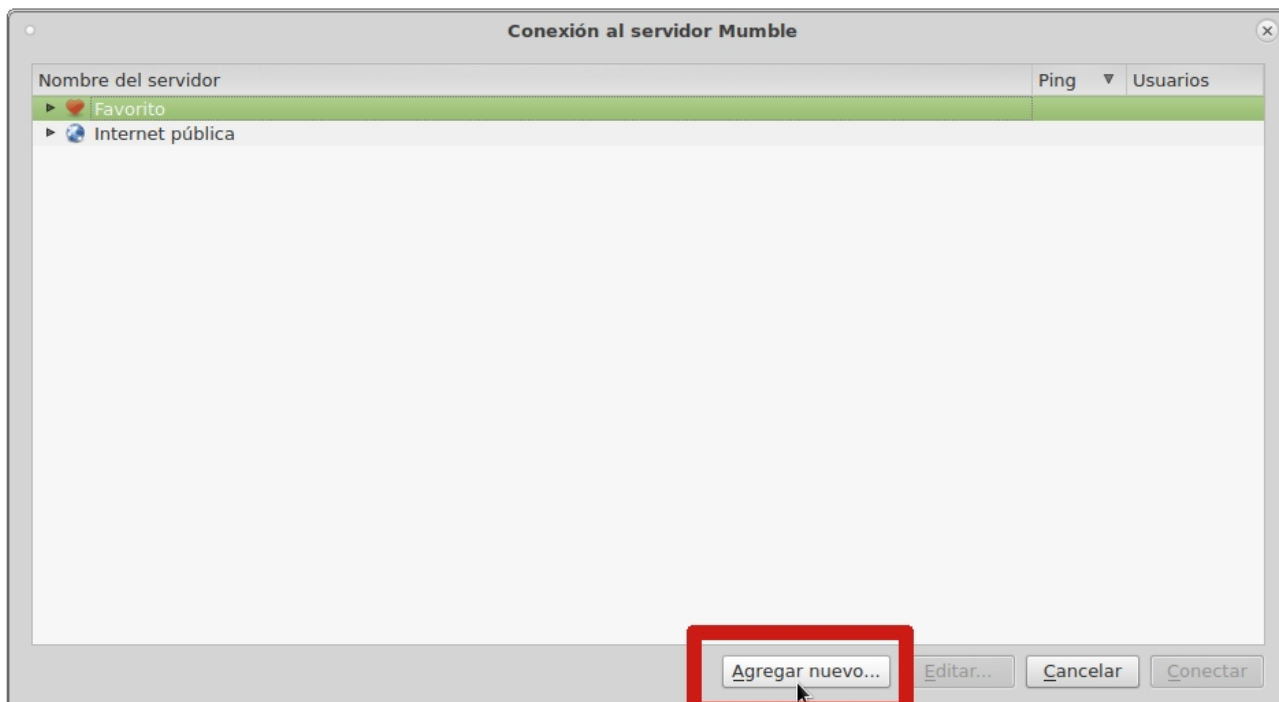 Conexión al servidor Mumble
Nombre del servidor Ping Usuarios
Favorito
Internet pública
Agregar nuevo... Editar... Cancelar Conectar